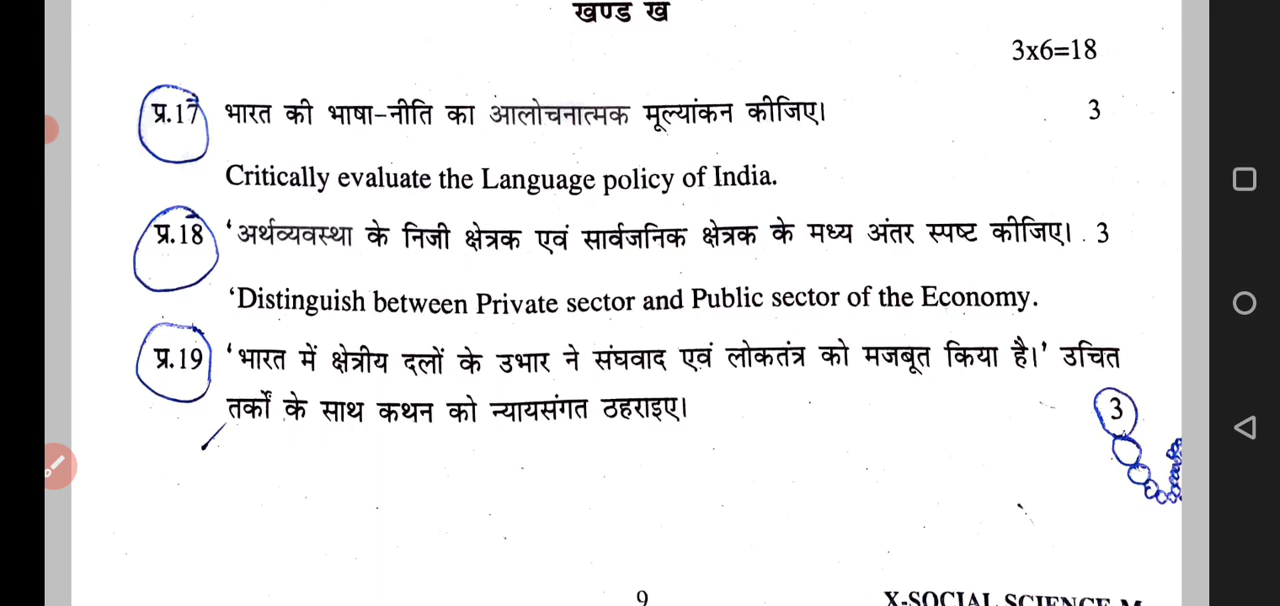 खण्ड ख
3x6=18
प्र.17 भारत की भाषा-नीति का आलोचनात्मक मूल्यांकन कीजिए। 3
Critically evaluate the Language policy of India.
प्र.18 'अर्थव्यवस्था के निजी क्षेत्रक एवं सार्वजनिक क्षेत्रक के मध्य अंतर स्पष्ट कीजिए। . 3
'Distinguish between Private sector and Public sector of the Economy.
प्र.19 'भारत में क्षेत्रीय दलों के उभार ने संघवाद एवं लोकतंत्र को मजबूत किया है।' उचित
तर्कों के साथ कथन को न्यायसंगत ठहराइए। 3
9 X-SOCIAL SCIENCE-M